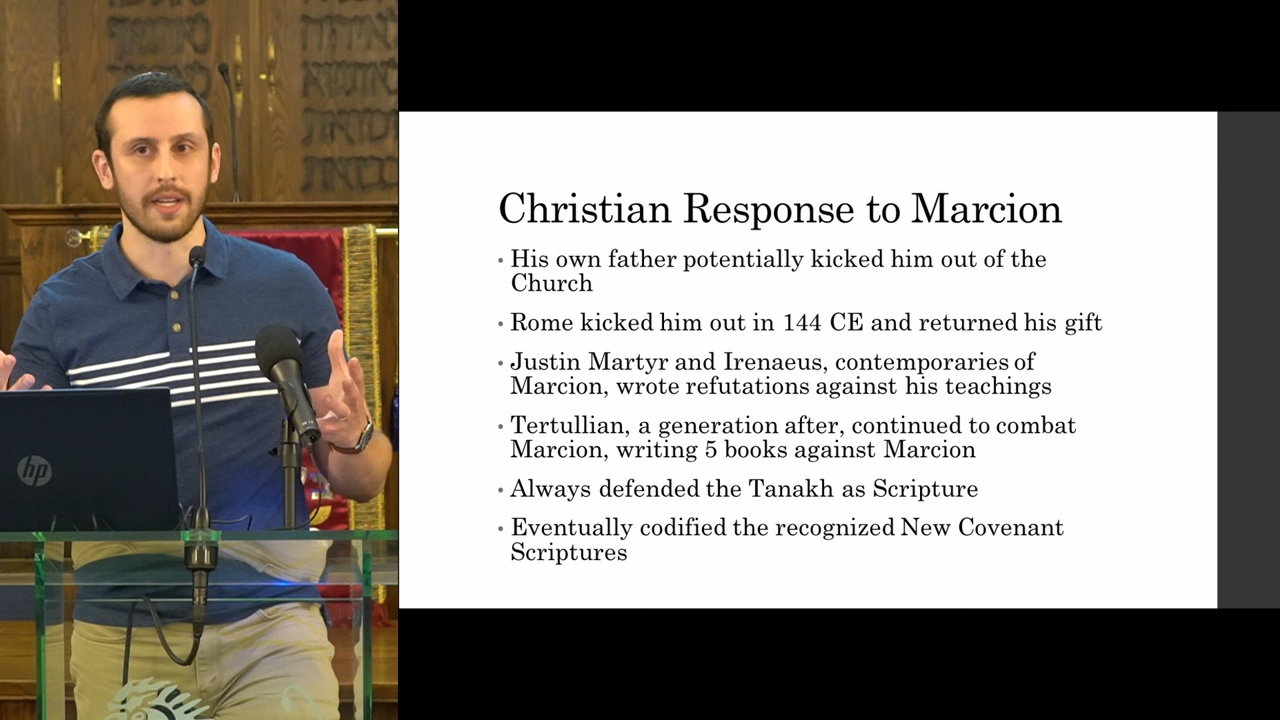 Christian Response to Marcion
• His own father potentially kicked him out of the
Church
• Rome kicked him out in 144 CE and returned his gift
• Justin Martyr and Irenaeus, contemporaries of
Marcion, wrote refutations against his teachings
• Tertullian, a generation after, continued to combat
Marcion, writing 5 books against Marcion
• Always defended the Tanakh as Scripture
• Eventually codified the recognized New Covenant
Scriptures
hp